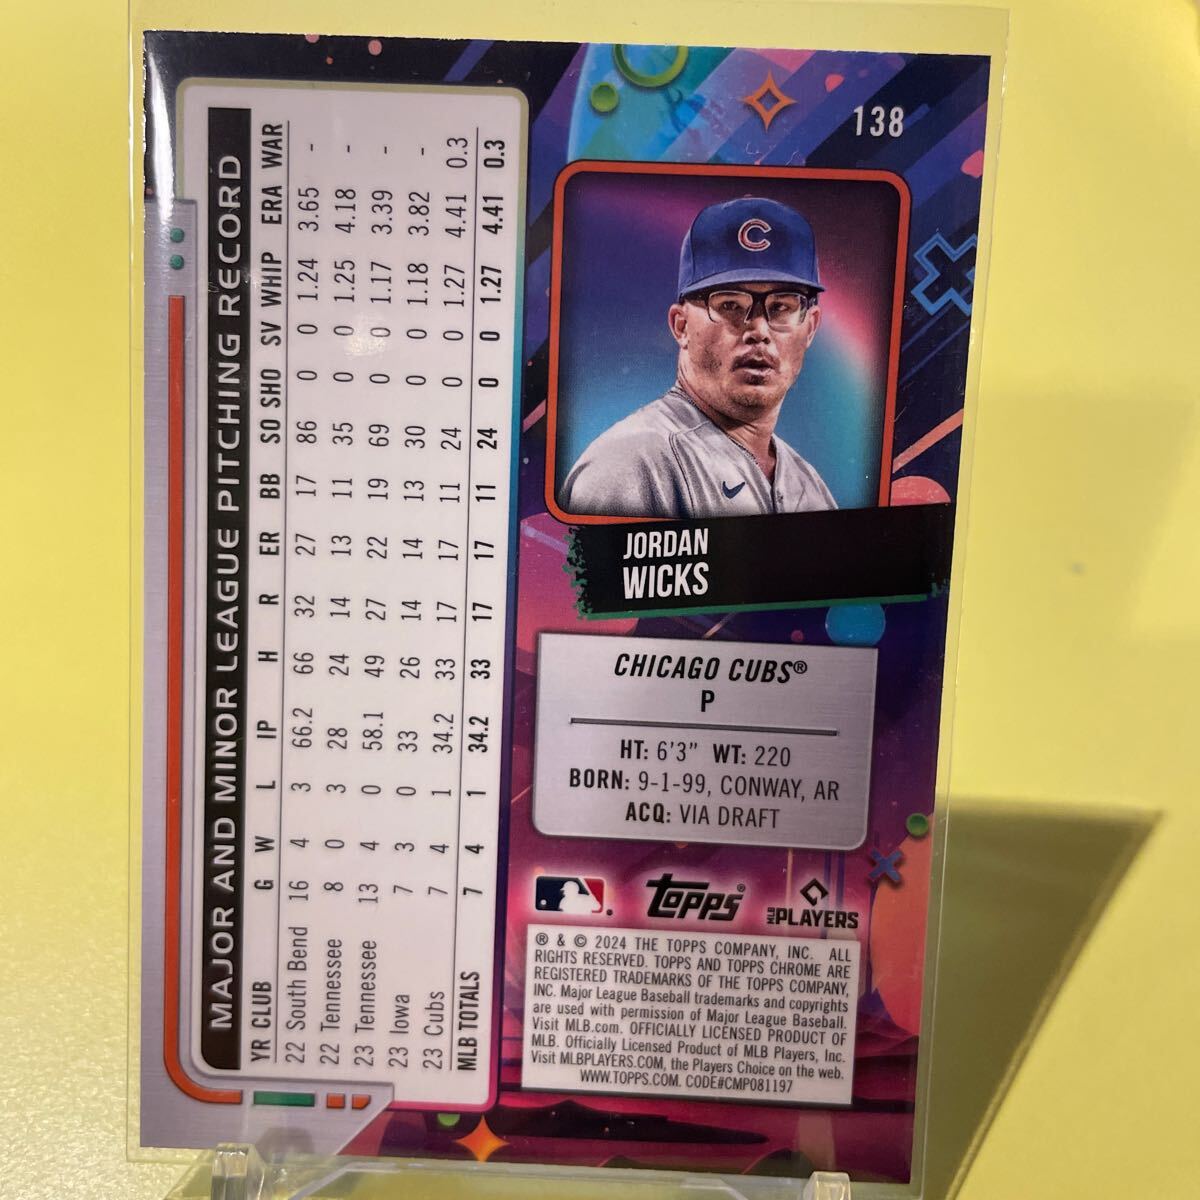 MAJOR AND MINOR LEAGUE PITCHING RECORD
YR CLUB G W L IP H R ER BB SO SHO SV WHIP ERA WAR
22 South Bend 16 4 3 66.2 66 32 27 17 86 0 0 1.24 3.65 -
22 Tennessee 8 0 3 28 24 14 13 11 35 0 0 1.25 4.18 -
23 Tennessee 13 4 0 58.1 49 27 22 19 69 0 0 1.17 3.39 -
23 Iowa 7 3 0 33 26 14 14 13 30 0 0 1.18 3.82 -
23 Cubs 7 4 1 34.2 33 17 17 11 24 0 0 1.27 4.41 0.3
MLB TOTALS 7 4 1 34.2 33 17 17 11 24 0 0 1.27 4.41 0.3
138
C
JORDAN
WICKS
CHICAGO CUBS®
P
HT: 6'3" WT: 220
BORN: 9-1-99, CONWAY, AR
ACQ: VIA DRAFT
topps®
MLB PLAYERS
® & © 2024 THE TOPPS COMPANY, INC. ALL
RIGHTS RESERVED. TOPPS AND TOPPS CHROME ARE
REGISTERED TRADEMARKS OF THE TOPPS COMPANY,
INC. Major League Baseball trademarks and copyrights
are used with permission of Major League Baseball.
Visit MLB.com. OFFICIALLY LICENSED PRODUCT OF
MLB. Officially Licensed Product of MLB Players, Inc.
Visit MLBPLAYERS.COM, the Players Choice on the web.
WWW.TOPPS.COM. CODE#CMP081197